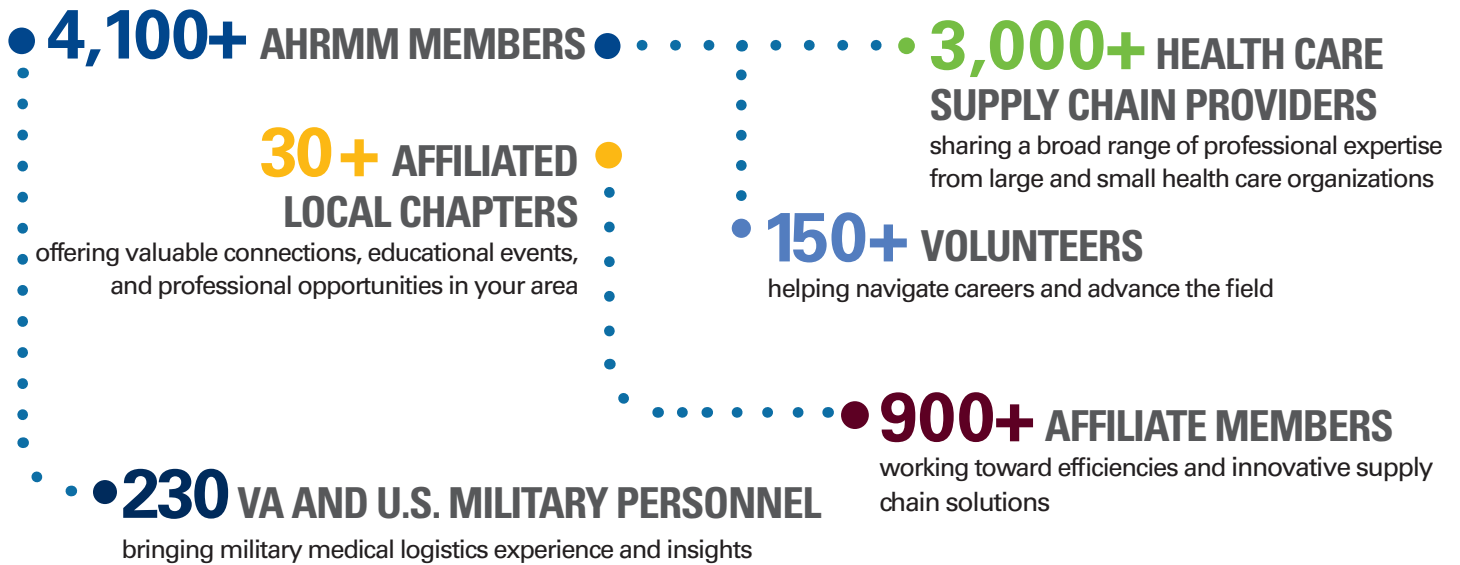 4,100+ AHRMM MEMBERS
3,000+ HEALTH CARE
SUPPLY CHAIN PROVIDERS
sharing a broad range of professional expertise
from large and small health care organizations
30+ AFFILIATED
LOCAL CHAPTERS
offering valuable connections, educational events,
and professional opportunities in your area
150+ VOLUNTEERS
helping navigate careers and advance the field
900+ AFFILIATE MEMBERS
working toward efficiencies and innovative supply
chain solutions
230 VA AND U.S. MILITARY PERSONNEL
bringing military medical logistics experience and insights